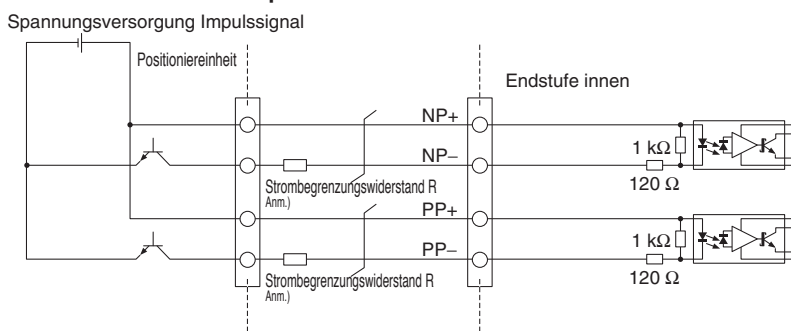 Spannungsversorgung Impulssignal
Positioniereinheit
Endstufe innen
NP+
1 kΩ
NP–
120 Ω
Strombegrenzungswiderstand R
Anm.)
PP+
1 kΩ
PP–
120 Ω
Strombegrenzungswiderstand R
Anm.)